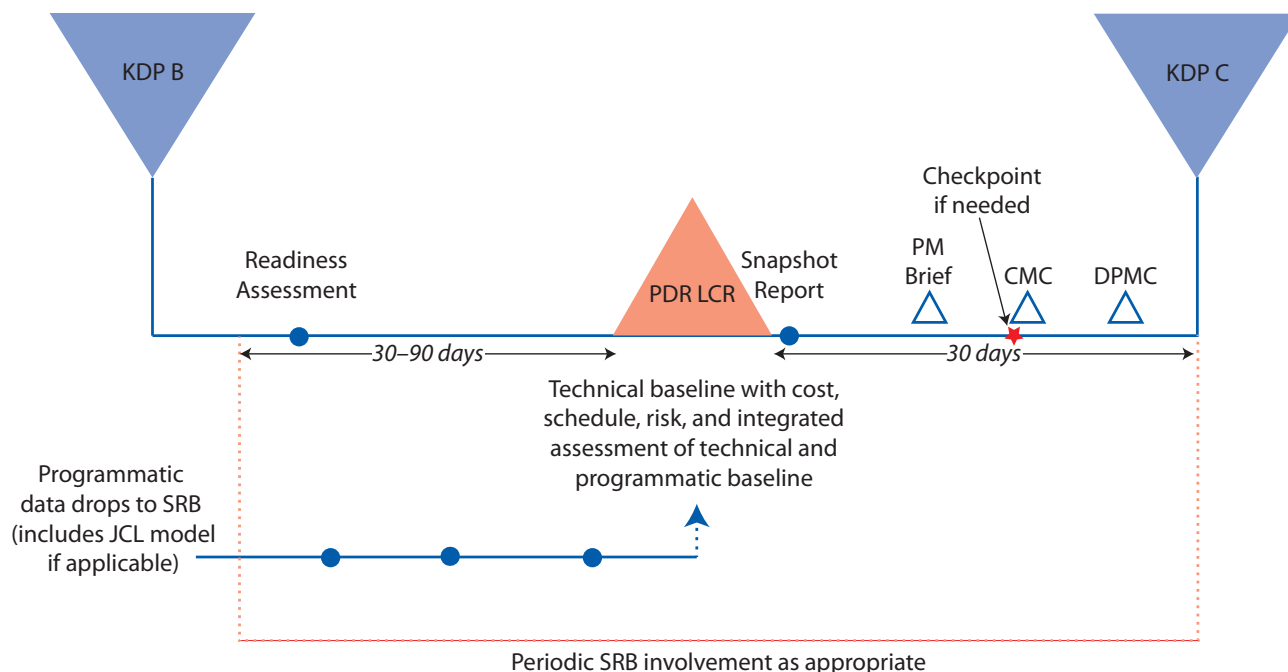 KDP B
KDP C
Checkpoint
if needed
Readiness
Assessment
PDR LCR
Snapshot
Report
PM
Brief
CMC
DPMC
30–90 days
30 days
Technical baseline with cost,
schedule, risk, and integrated
assessment of technical and
programmatic baseline
Programmatic
data drops to SRB
(includes JCL model
if applicable)
Periodic SRB involvement as appropriate